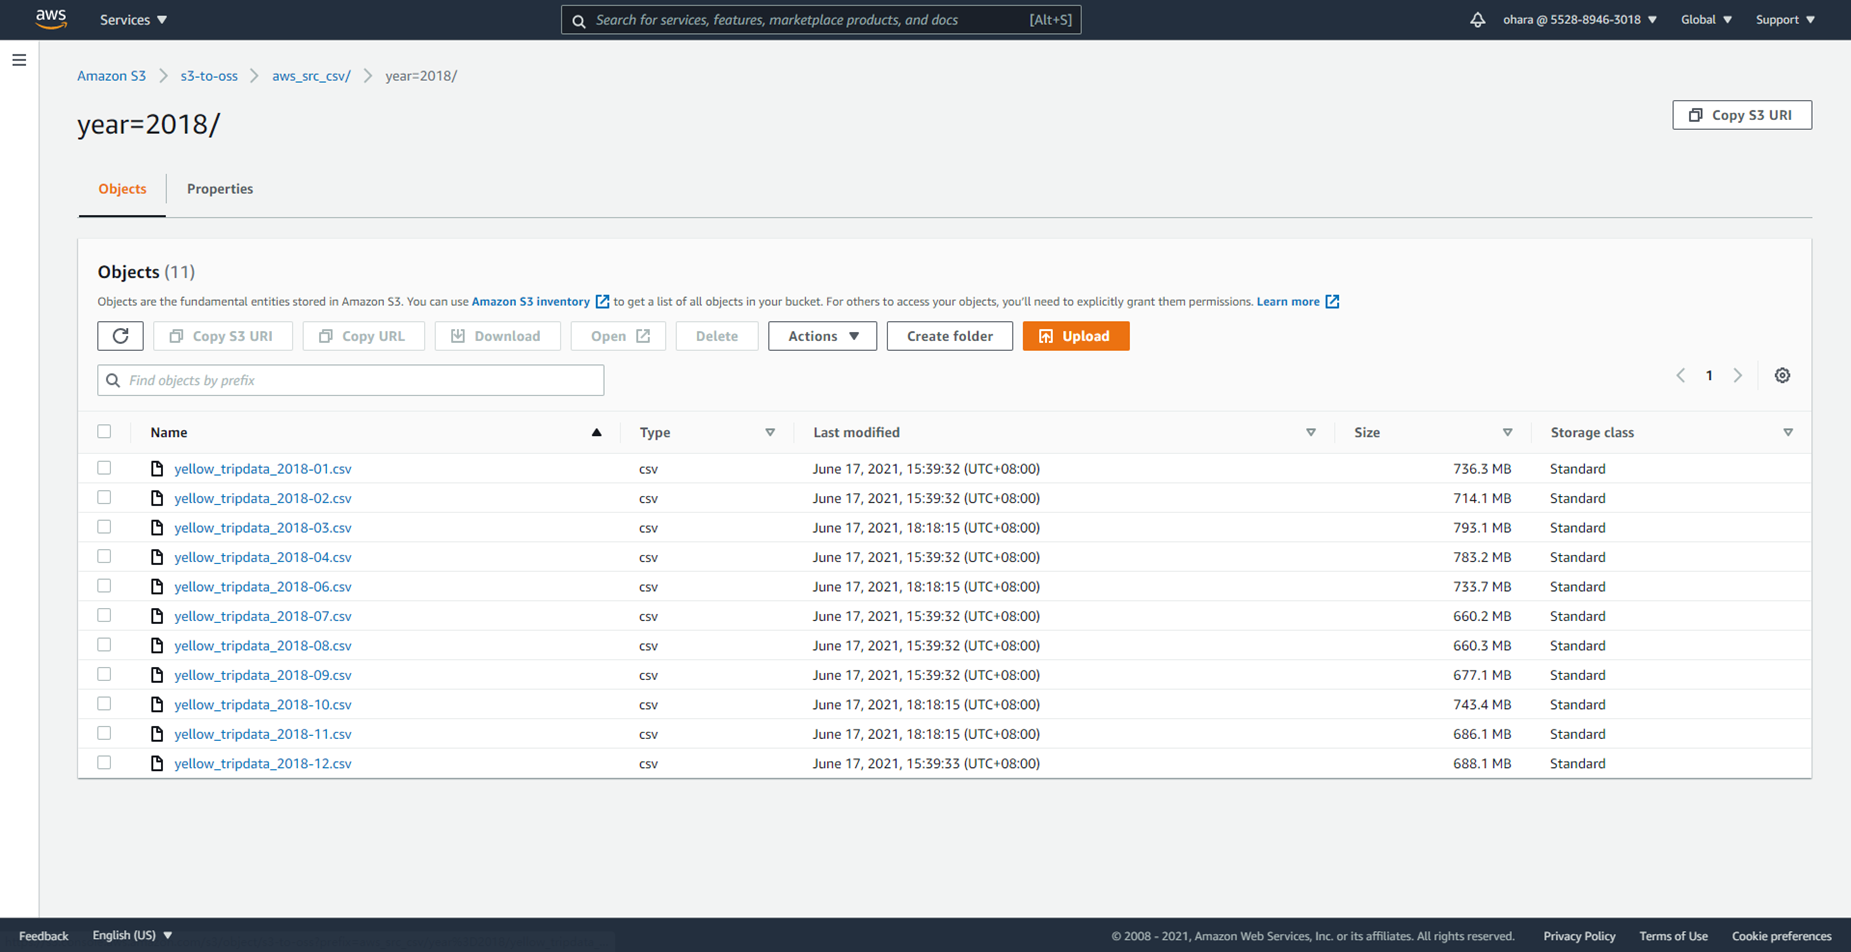 aws Services Search for services, features, marketplace products, and docs [Alt+S] ohara @ 5528-8946-3018 Global Support
Amazon S3 s3-to-oss aws_src_csv/ year=2018/
year=2018/ Copy S3 URI
Objects Properties
Objects (11)
Objects are the fundamental entities stored in Amazon S3. You can use Amazon S3 inventory to get a list of all objects in your bucket. For others to access your objects, you'll need to explicitly grant them permissions. Learn more
Copy S3 URI Copy URL Download Open Delete Actions Create folder Upload
Find objects by prefix 1
Name Type Last modified Size Storage class
yellow_tripdata_2018-01.csv csv June 17, 2021, 15:39:32 (UTC+08:00) 736.3 MB Standard
yellow_tripdata_2018-02.csv csv June 17, 2021, 15:39:32 (UTC+08:00) 714.1 MB Standard
yellow_tripdata_2018-03.csv csv June 17, 2021, 18:18:15 (UTC+08:00) 793.1 MB Standard
yellow_tripdata_2018-04.csv csv June 17, 2021, 15:39:32 (UTC+08:00) 783.2 MB Standard
yellow_tripdata_2018-06.csv csv June 17, 2021, 18:18:15 (UTC+08:00) 733.7 MB Standard
yellow_tripdata_2018-07.csv csv June 17, 2021, 15:39:32 (UTC+08:00) 660.2 MB Standard
yellow_tripdata_2018-08.csv csv June 17, 2021, 15:39:32 (UTC+08:00) 660.3 MB Standard
yellow_tripdata_2018-09.csv csv June 17, 2021, 15:39:32 (UTC+08:00) 677.1 MB Standard
yellow_tripdata_2018-10.csv csv June 17, 2021, 18:18:15 (UTC+08:00) 743.4 MB Standard
yellow_tripdata_2018-11.csv csv June 17, 2021, 18:18:15 (UTC+08:00) 686.1 MB Standard
yellow_tripdata_2018-12.csv csv June 17, 2021, 15:39:33 (UTC+08:00) 688.1 MB Standard
Feedback English (US) © 2008 - 2021, Amazon Web Services, Inc. or its affiliates. All rights reserved. Privacy Policy Terms of Use Cookie preferences